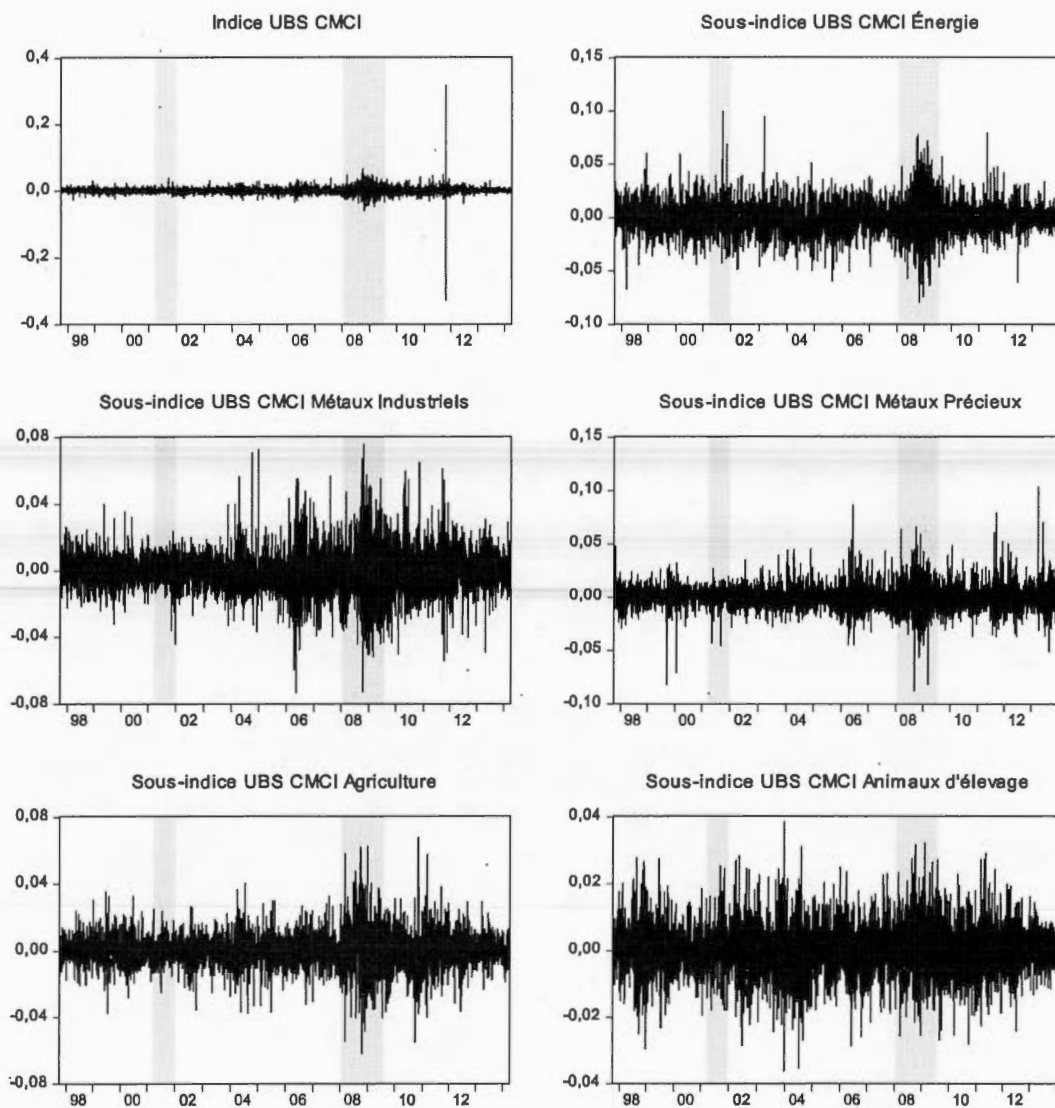 Indice UBS CMCI
0,4
0,2
0,0
-0,2
-0,4
98 00 02 04 06 08 10 12
Sous-indice UBS CMCI Énergie
0,15
0,10
0,05
0,00
-0,05
-0,10
98 00 02 04 06 08 10 12
Sous-indice UBS CMCI Métaux Industriels
0,08
0,04
0,00
-0,04
-0,08
98 00 02 04 06 08 10 12
Sous-indice UBS CMCI Métaux Précieux
0,15
0,10
0,05
0,00
-0,05
-0,10
98 00 02 04 06 08 10 12
Sous-indice UBS CMCI Agriculture
0,08
0,04
0,00
-0,04
-0,08
98 00 02 04 06 08 10 12
Sous-indice UBS CMCI Animaux d'élevage
0,04
0,02
0,00
-0,02
-0,04
98 00 02 04 06 08 10 12